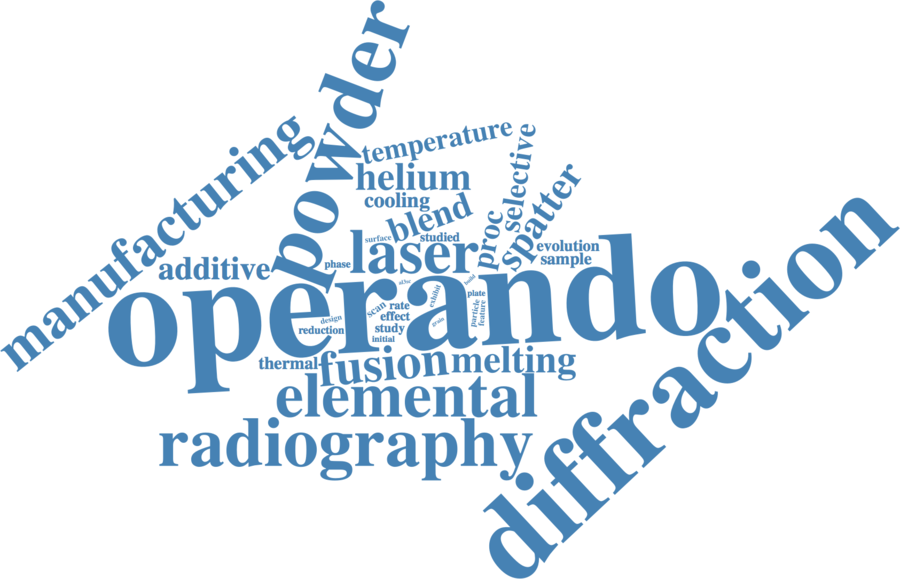 powder
manufacturing
temperature
selective
helium
spatter
cooling
blend
proc
diffraction
surface
studied
laser
evolution
sample
additive
phase
operando
build
exhibit
plate
scan
rate
particle
feature
design
effect
grain
reduction
study
initial
thermal
fusion
melting
elemental
radiography